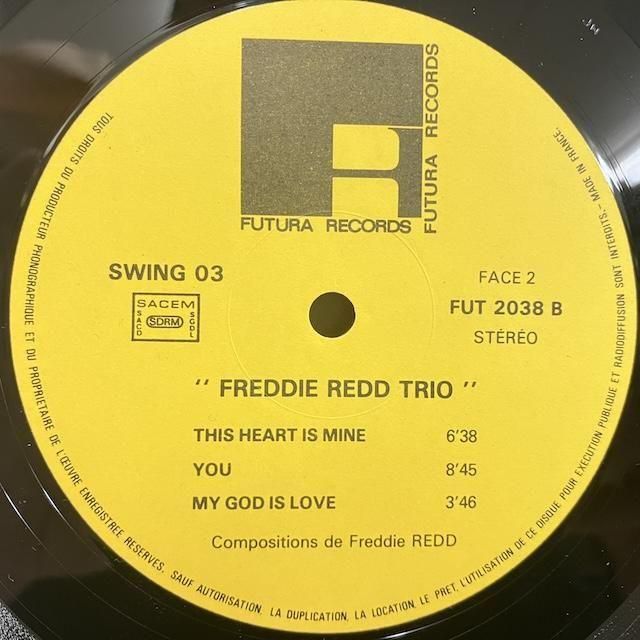 FUTURA RECORDS
FUTURA RECORDS
SWING 03
SACEM
SACD
SDRM
SGDL
FACE 2
FUT 2038 B
STÉRÉO
" FREDDIE REDD TRIO "
THIS HEART IS MINE 6'38
YOU 8'45
MY GOD IS LOVE 3'46
Compositions de Freddie REDD
TOUS DROITS DU PRODUCTEUR PHONOGRAPHIQUE ET DU PROPRIETAIRE DE L'ŒUVRE ENREGISTREE RESERVES. SAUF AUTORISATION, LA DUPLICATION, LA LOCATION, LE PRET, L'UTILISATION DE CE DISQUE POUR EXECUTION PUBLIQUE ET RADIODIFFUSION SONT INTERDITS.- MADE IN FRANCE.